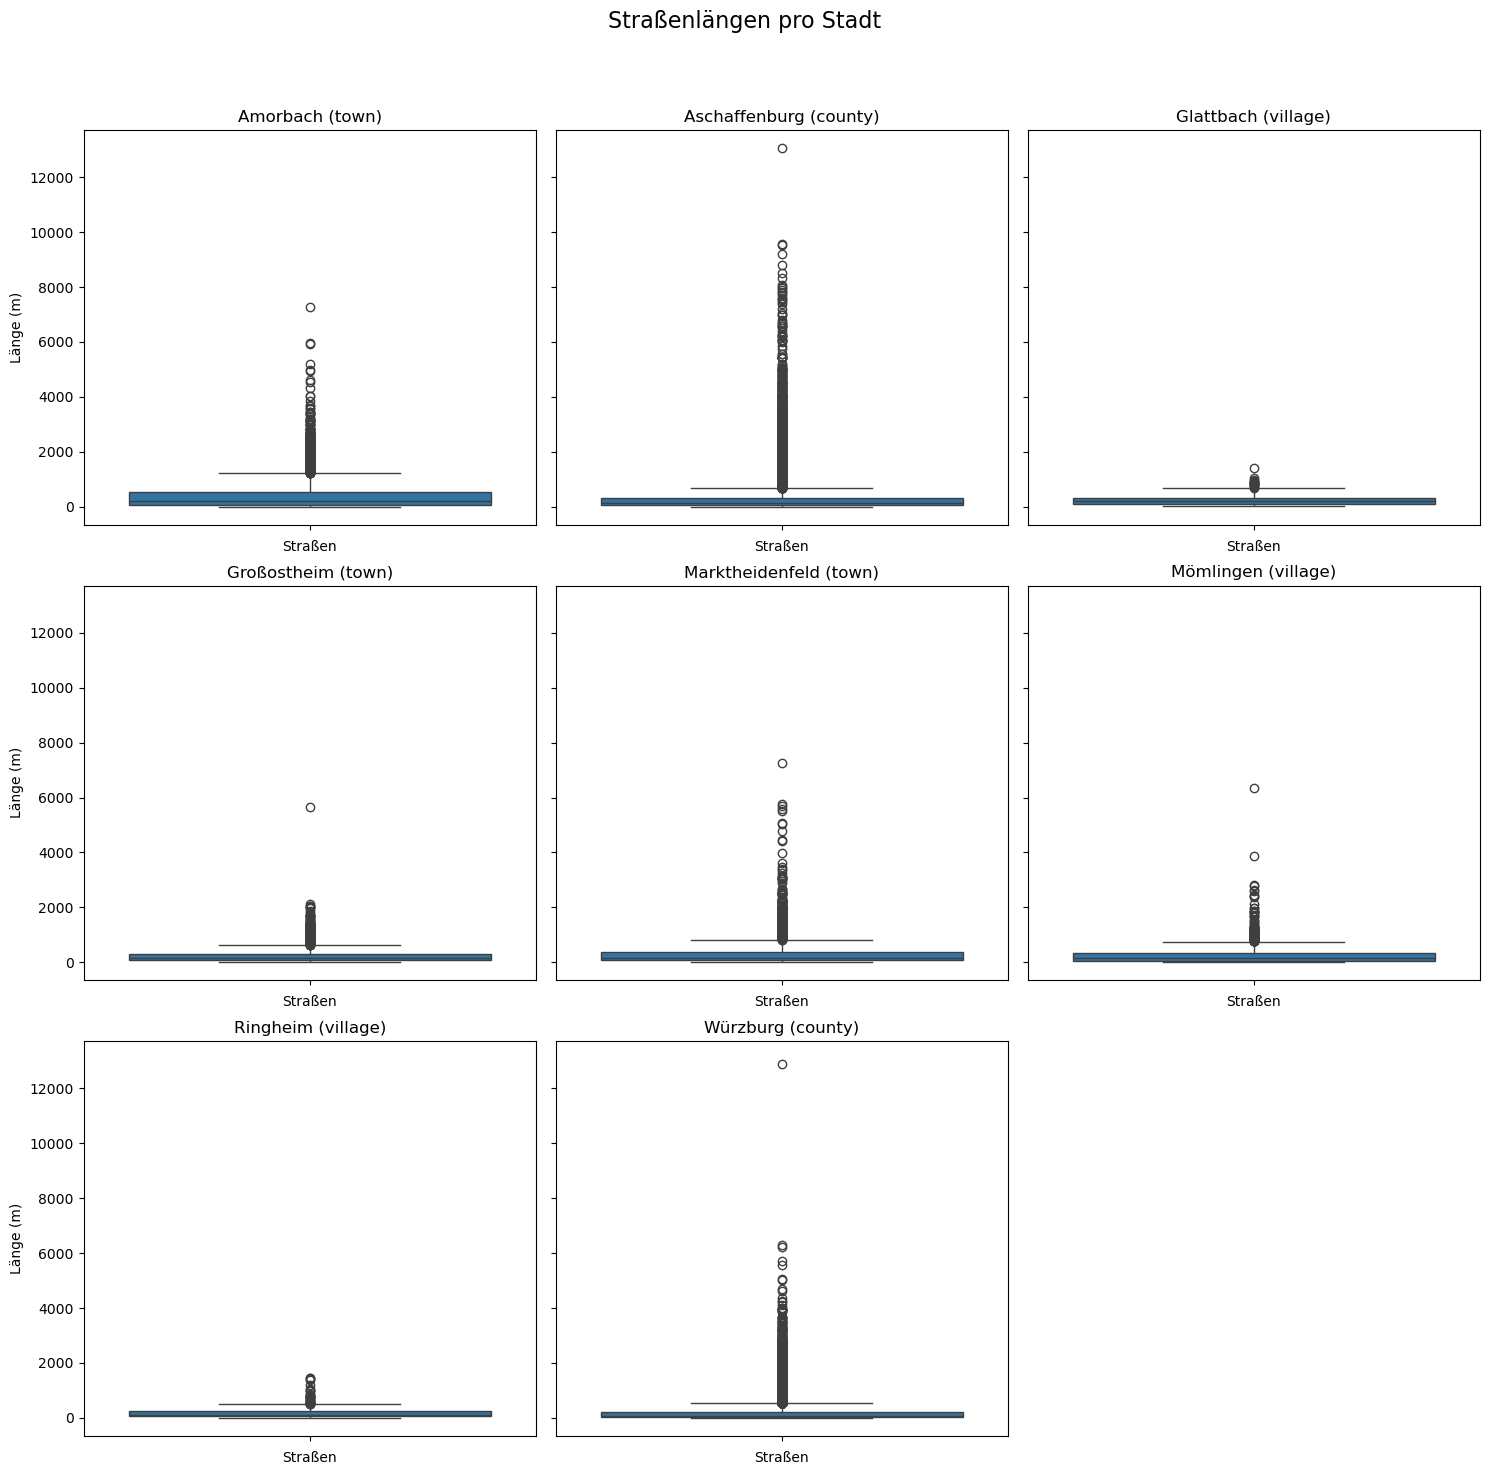 Straßenlängen pro Stadt
Amorbach (town)
Aschaffenburg (county)
Glattbach (village)
12000
10000
8000
6000
4000
2000
0
Länge (m)
Straßen
Straßen
Straßen
Großostheim (town)
Marktheidenfeld (town)
Mömlingen (village)
12000
10000
8000
6000
4000
2000
0
Länge (m)
Straßen
Straßen
Straßen
Ringheim (village)
Würzburg (county)
12000
10000
8000
6000
4000
2000
0
Länge (m)
Straßen
Straßen